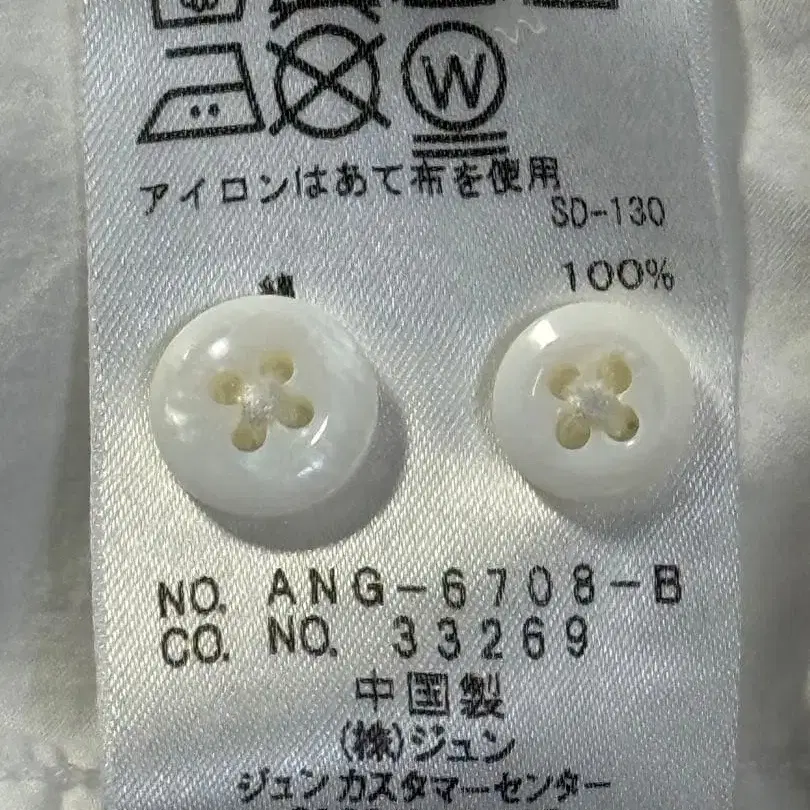 W
アイロンはあて布を使用
SD-130
綿 100%
NO. ANG-6708-B
CO. NO. 33269
中国製
(株)ジュン
ジュンカスタマーセンター